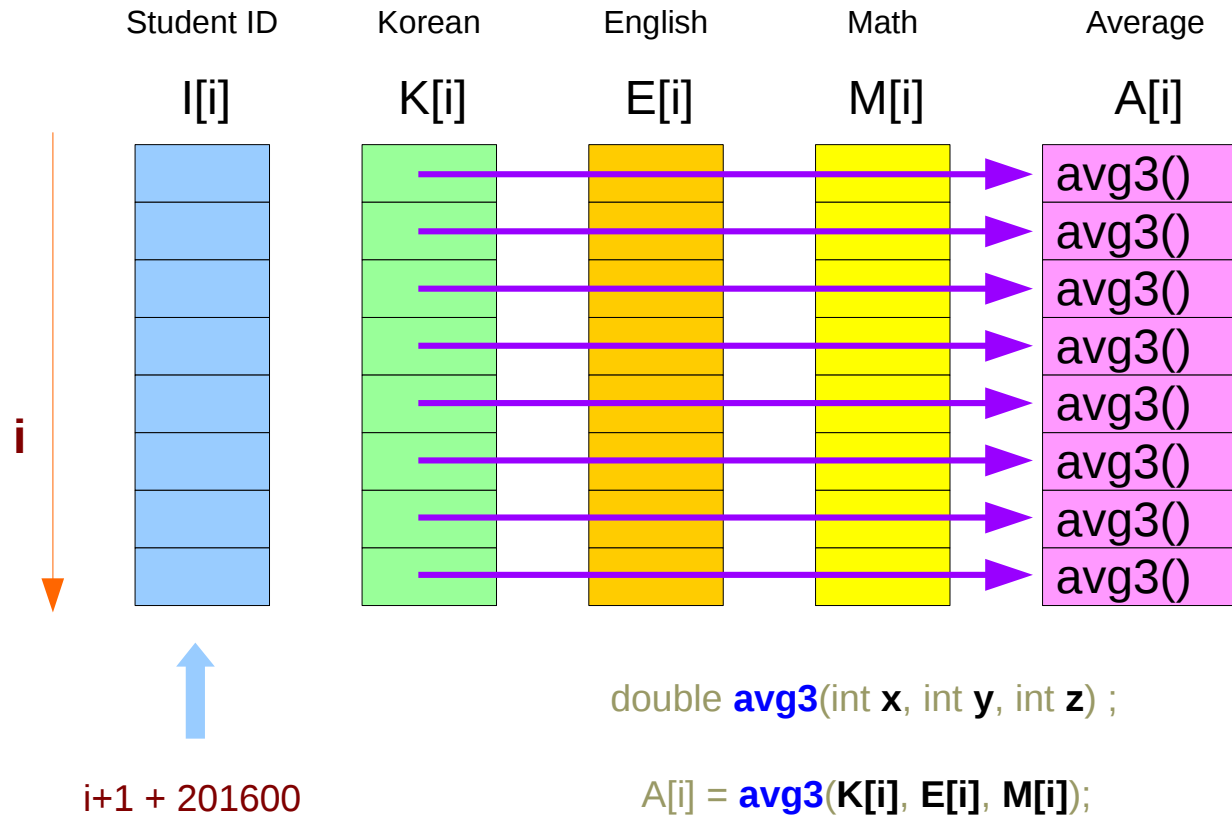 Student ID Korean English Math Average
I[i] K[i] E[i] M[i] A[i]
avg3()
avg3()
avg3()
avg3()
avg3()
avg3()
avg3()
avg3()
i
double avg3(int x, int y, int z) ;
i+1 + 201600
A[i] = avg3(K[i], E[i], M[i]);